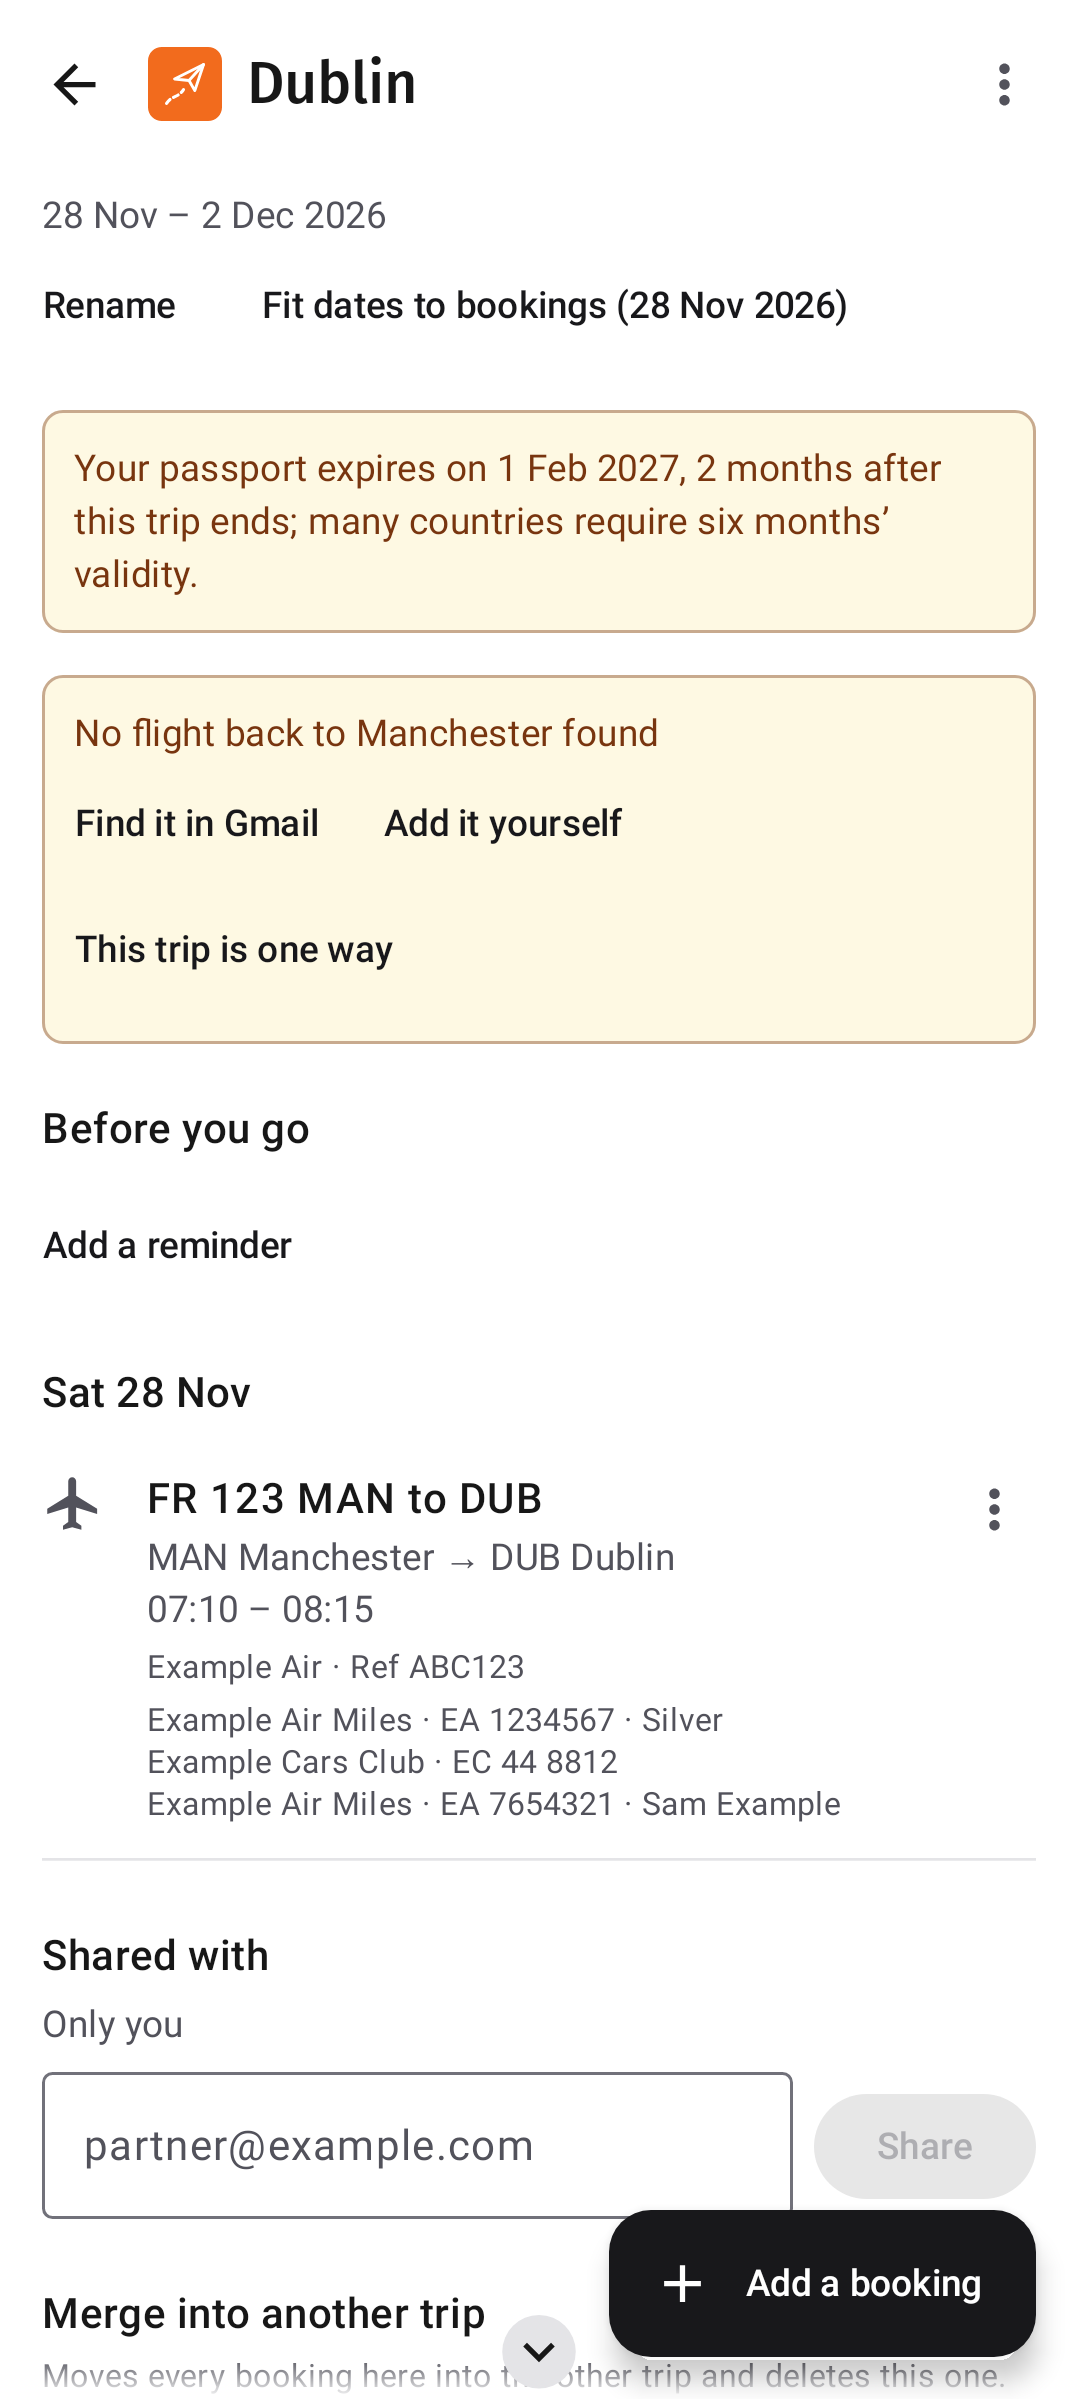 Dublin
28 Nov – 2 Dec 2026
Rename Fit dates to bookings (28 Nov 2026)
Your passport expires on 1 Feb 2027, 2 months after
this trip ends; many countries require six months’
validity.
No flight back to Manchester found
Find it in Gmail Add it yourself
This trip is one way
Before you go
Add a reminder
Sat 28 Nov
FR 123 MAN to DUB
MAN Manchester → DUB Dublin
07:10 – 08:15
Example Air · Ref ABC123
Example Air Miles · EA 1234567 · Silver
Example Cars Club · EC 44 8812
Example Air Miles · EA 7654321 · Sam Example
Shared with
Only you
partner@example.com Share
Add a booking
Merge into another trip
Moves every booking here into other trip and deletes this one.